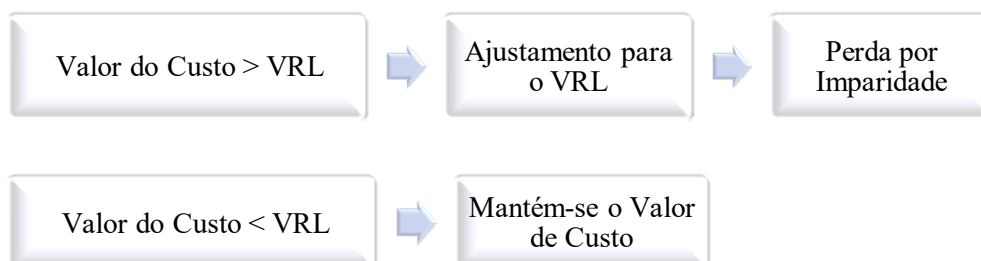 Valor do Custo > VRL
Ajustamento para
o VRL
Perda por
Imparidade
Valor do Custo < VRL
Mantém-se o Valor
de Custo